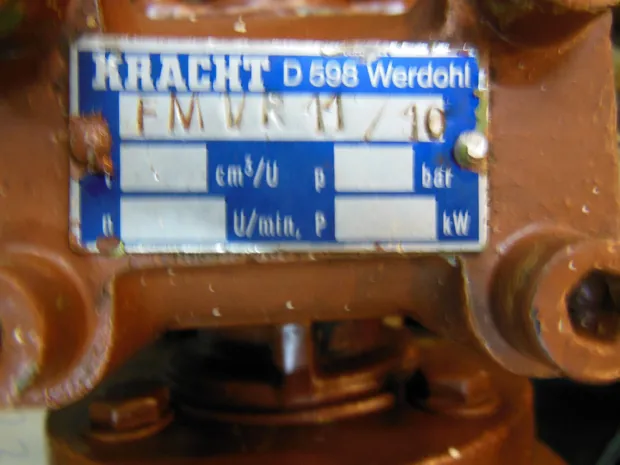 KRACHT D 598 Werdohl
FMVR 11/10
cm³/U p bar
n U/min. P kW